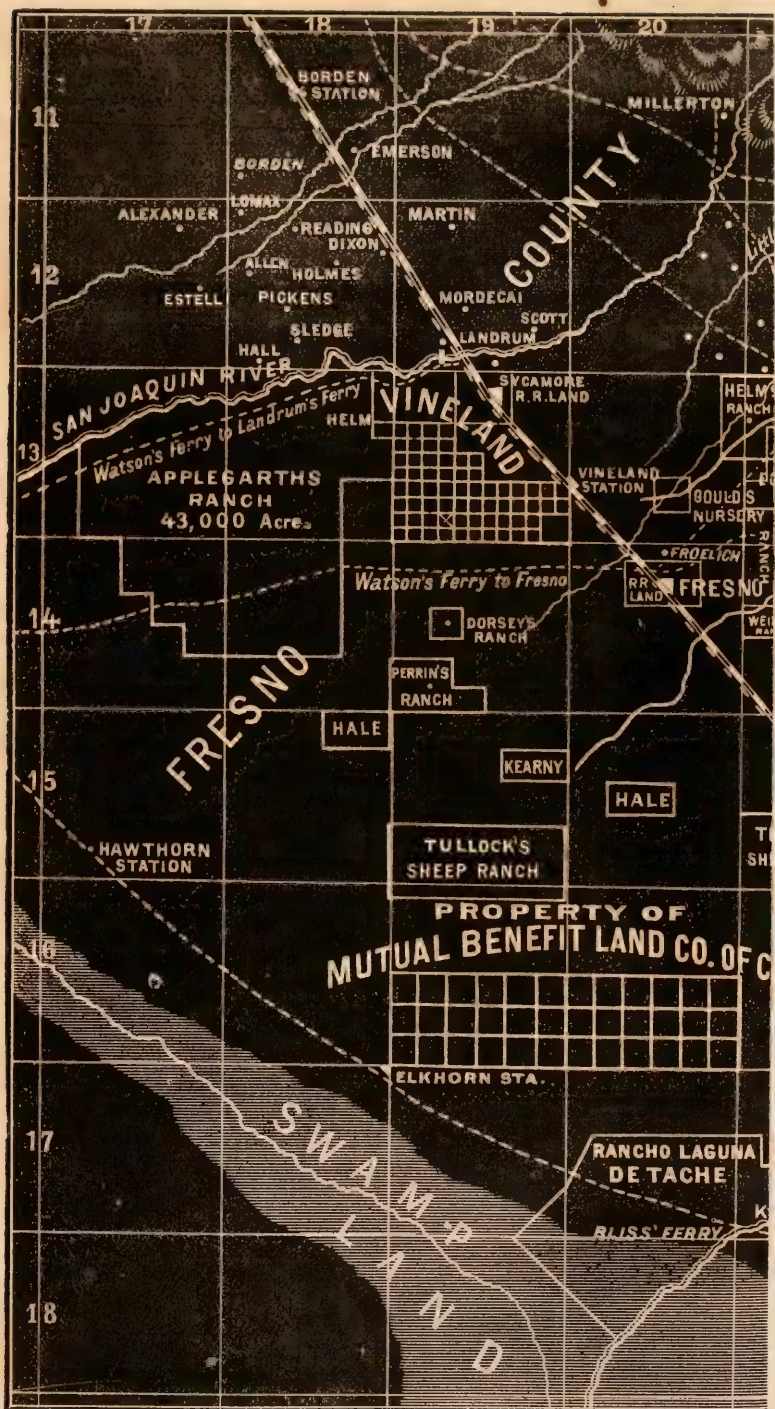 17 18 19 20
BORDEN
STATION
MILLERTON
11
EMERSON
BORDEN
COUNTY
LOMAX
ALEXANDER
READING
MARTIN
DIXON
12
ALLEN
HOLMES
ESTELL
PICKENS
MORDECAI
SCOTT
SLEDGE
LANDRUM
HALL
SAN JOAQUIN RIVER
SYCAMORE
R.R. LAND
HELM'S
RANCH
VINELAND
HELM
Watson's Ferry to Landrum's Ferry
13
APPLEGARTHS
RANCH
43,000 Acres
VINELAND
STATION
GOULD'S
NURSERY
RANCH
FROELICH
Watson's Ferry to Fresno
R.R.
LAND
FRESNO
14
DORSEY'S
RANCH
FRESNO
PERRIN'S
RANCH
HALE
KEARNY
15
HALE
HAWTHORN
STATION
TULLOCK'S
SHEEP RANCH
PROPERTY OF
MUTUAL BENEFIT LAND CO. OF C
16
ELKHORN STA.
17
SWAMP
LAND
RANCHO LAGUNA
DE TACHE
BLISS' FERRY
18